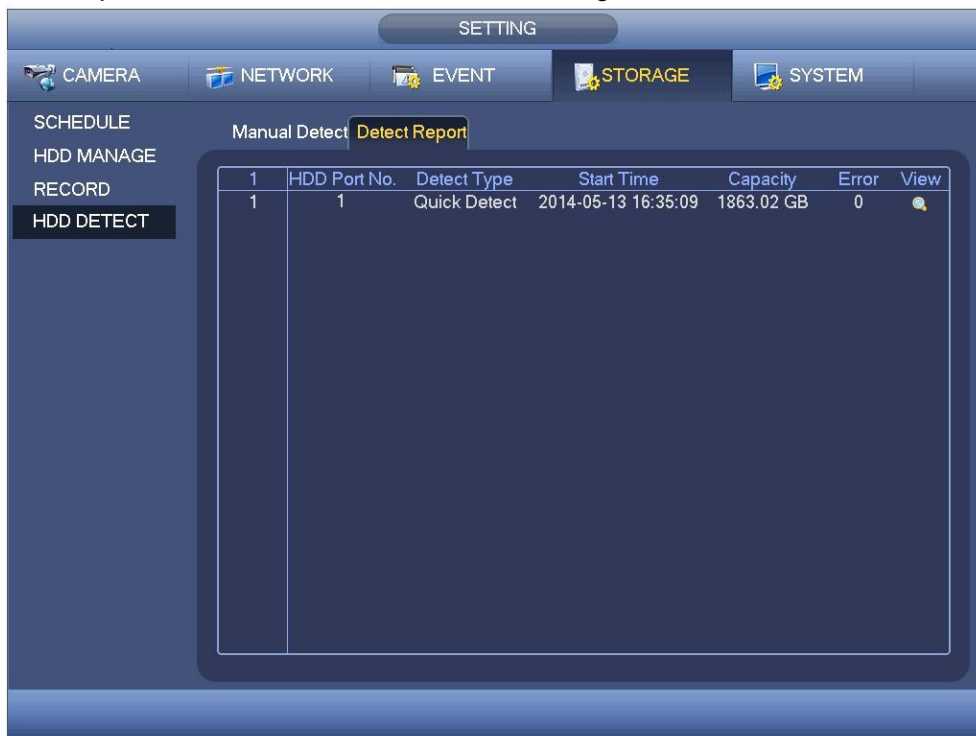 SETTING
CAMERA NETWORK EVENT STORAGE SYSTEM
SCHEDULE
HDD MANAGE
RECORD
HDD DETECT
Manual Detect Detect Report
1 HDD Port No. Detect Type Start Time Capacity Error View
1 1 Quick Detect 2014-05-13 16:35:09 1863.02 GB 0